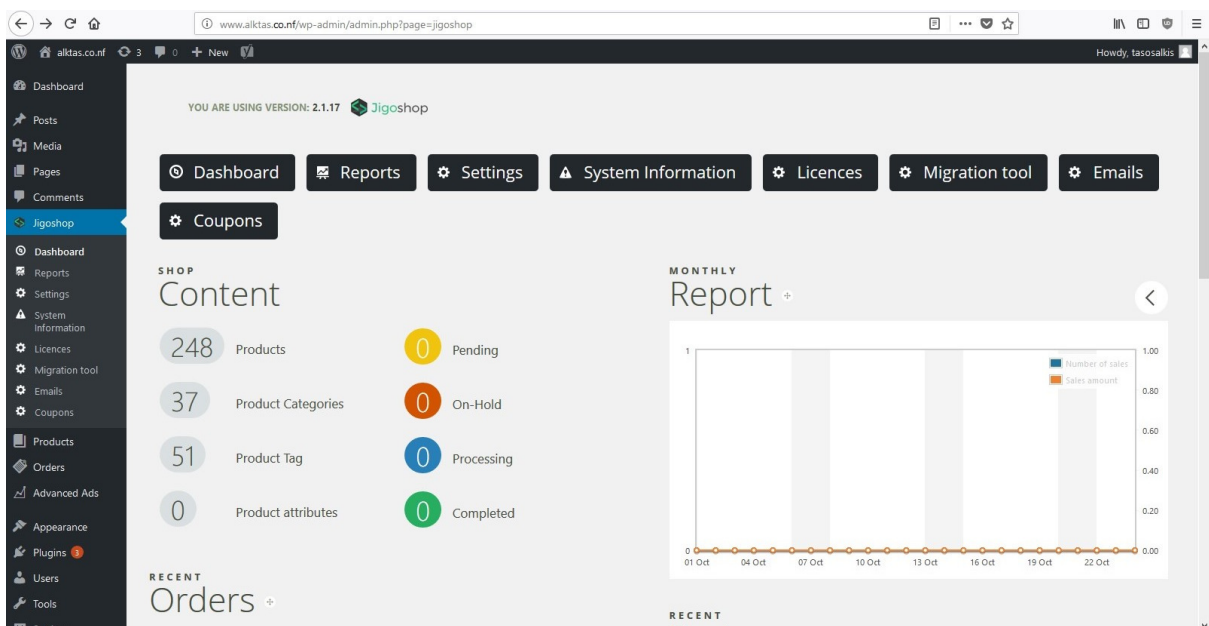 www.alktas.co.nf/wp-admin/admin.php?page=jigoshop
alktas.co.nf 3 0 New
Howdy, tasosalkis
Dashboard
Posts
Media
Pages
Comments
Jigoshop
Dashboard
Reports
Settings
System
Information
Licences
Migration tool
Emails
Coupons
Products
Orders
Advanced Ads
Appearance
Plugins 3
Users
Tools
YOU ARE USING VERSION: 2.1.17 Jigoshop
Dashboard Reports Settings System Information Licences Migration tool Emails
Coupons
SHOP
Content
248 Products 0 Pending
37 Product Categories 0 On-Hold
51 Product Tag 0 Processing
0 Product attributes 0 Completed
RECENT
Orders
MONTHLY
Report
1 1.00
Number of sales
Sales amount
0.80
0.60
0.40
0.20
0 0.00
01 Oct 04 Oct 07 Oct 10 Oct 13 Oct 16 Oct 19 Oct 22 Oct
RECENT